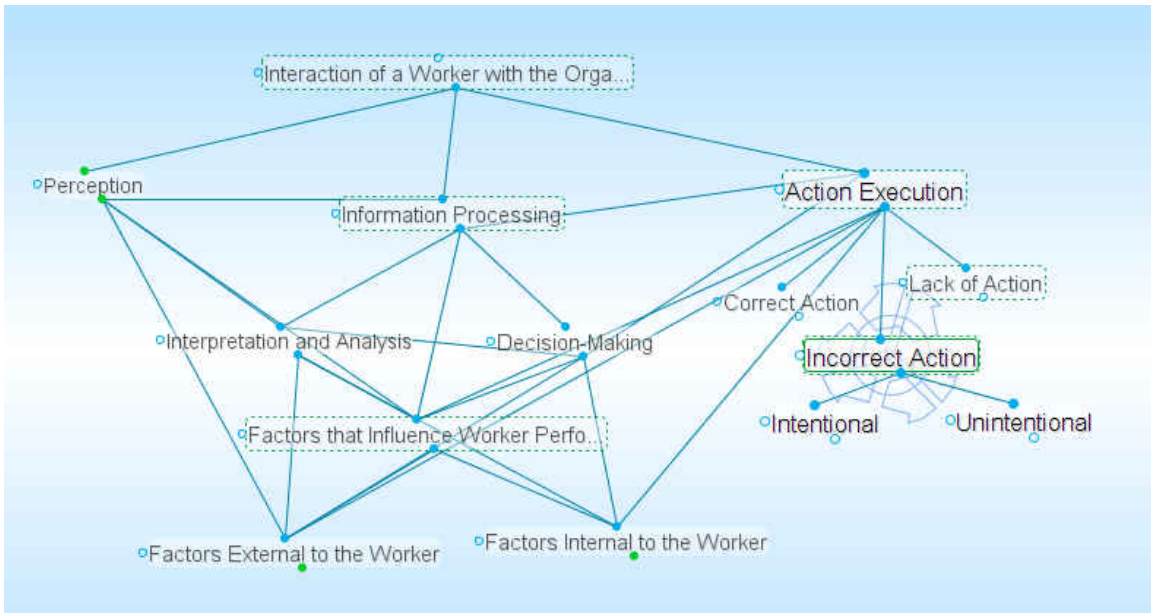 Interaction of a Worker with the Orga...
Perception
Action Execution
Information Processing
Lack of Action
Correct Action
Interpretation and Analysis
Decision-Making
Incorrect Action
Intentional
Unintentional
Factors that Influence Worker Perfo...
Factors External to the Worker
Factors Internal to the Worker